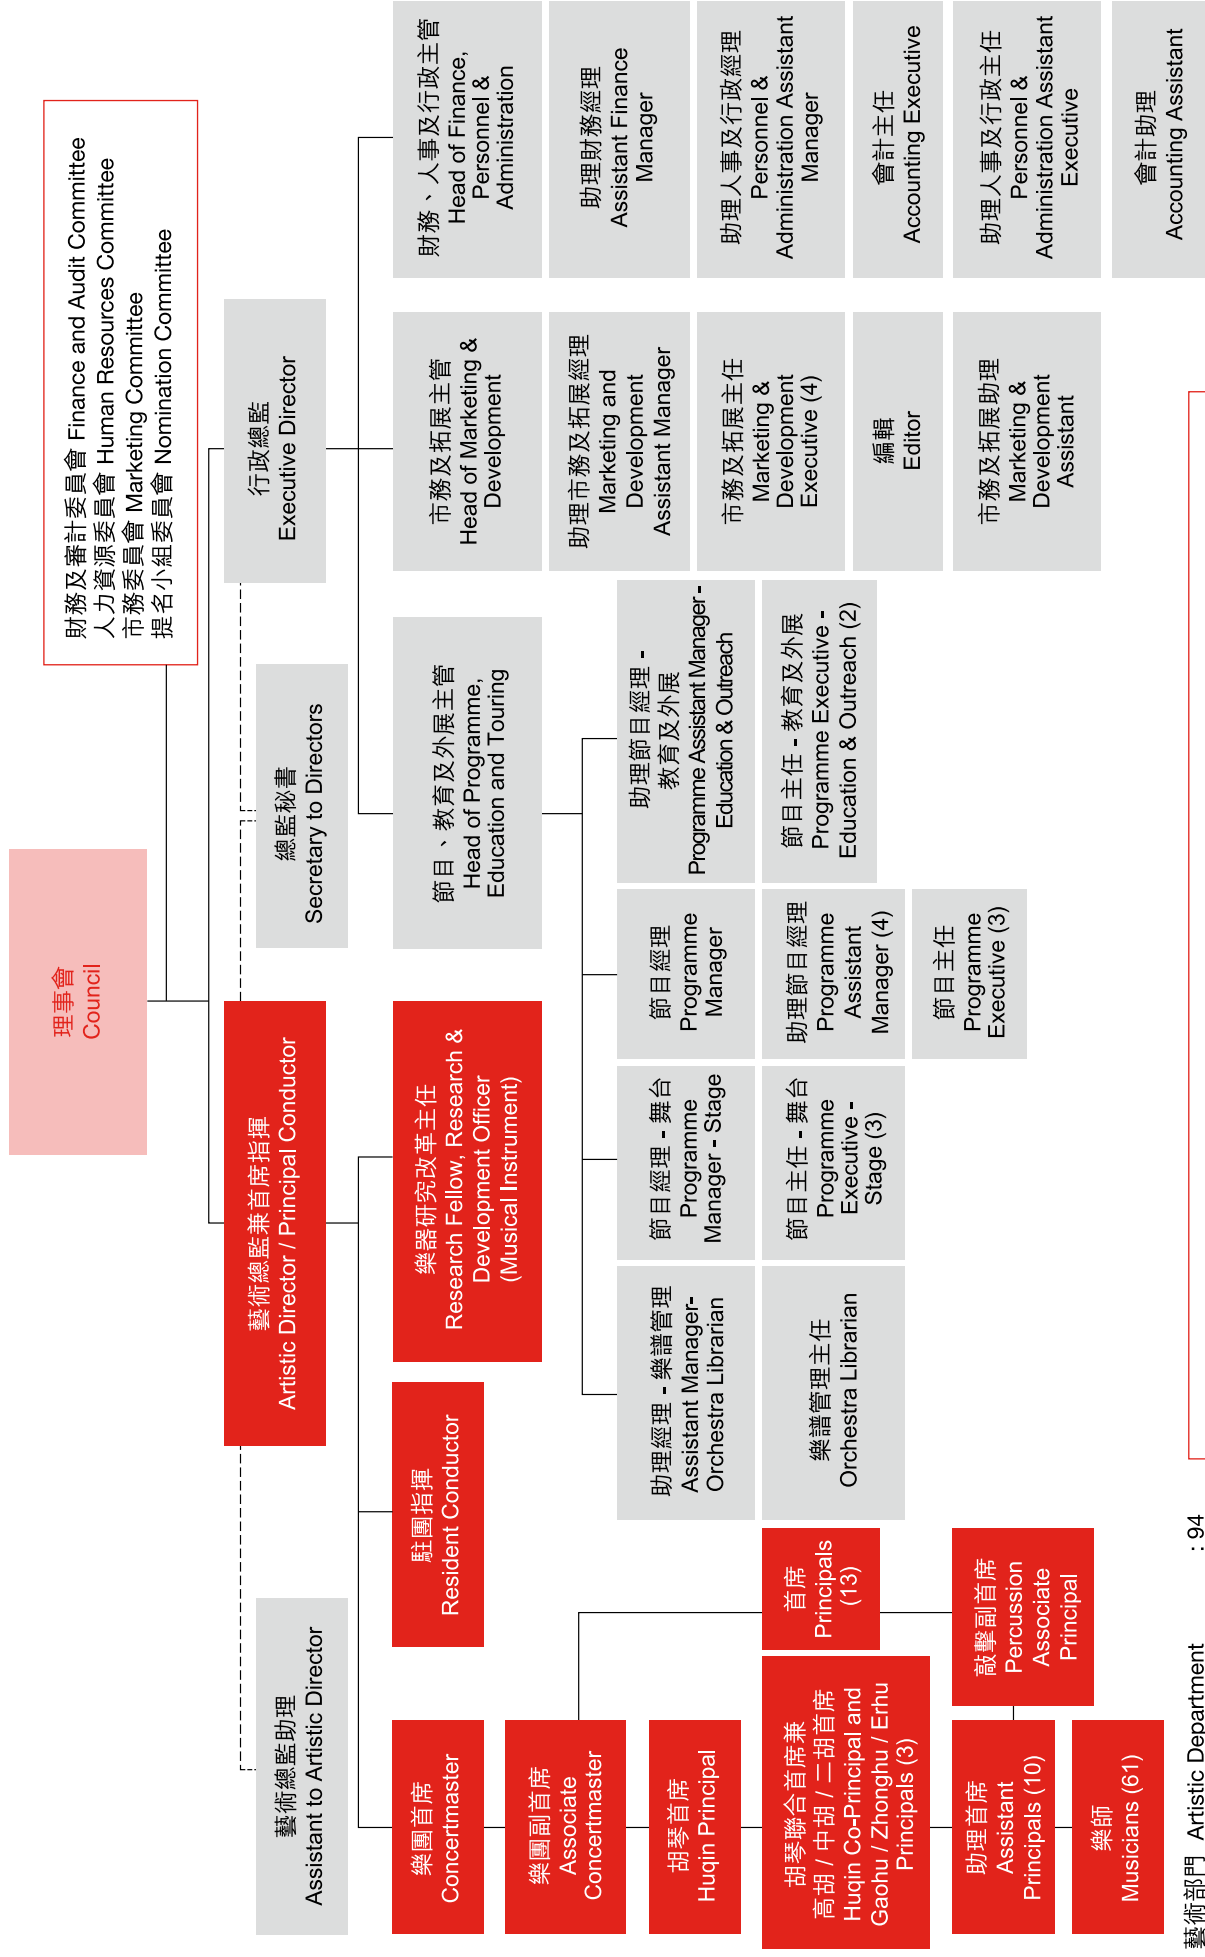 理事會
Council
財務及審計委員會 Finance and Audit Committee
人力資源委員會 Human Resources Committee
市務委員會 Marketing Committee
提名小組委員會 Nomination Committee
藝術總監兼首席指揮
Artistic Director / Principal Conductor
行政總監
Executive Director
藝術總監助理
Assistant to Artistic Director
總監秘書
Secretary to Directors
樂團首席
Concertmaster
樂團副首席
Associate
Concertmaster
胡琴首席
Huqin Principal
胡琴聯合首席兼
高胡 / 中胡 / 二胡首席
Huqin Co-Principal and
Gaohu / Zhonghu / Erhu
Principals (3)
首席
Principals
(13)
助理首席
Assistant
Principals (10)
敲擊副首席
Percussion
Associate
Principal
樂師
Musicians (61)
駐團指揮
Resident Conductor
樂器研究改革主任
Research Fellow, Research &
Development Officer
(Musical Instrument)
節目、教育及外展主管
Head of Programme,
Education and Touring
助理經理 - 樂譜管理
Assistant Manager-
Orchestra Librarian
樂譜管理主任
Orchestra Librarian
節目經理 - 舞台
Programme
Manager - Stage
節目主任 - 舞台
Programme
Executive -
Stage (3)
節目經理
Programme
Manager
助理節目經理
Programme
Assistant
Manager (4)
節目主任
Programme
Executive (3)
助理節目經理 -
教育及外展
Programme Assistant Manager -
Education & Outreach
節目主任 - 教育及外展
Programme Executive -
Education & Outreach (2)
市務及拓展主管
Head of Marketing &
Development
助理市務及拓展經理
Marketing and
Development
Assistant Manager
市務及拓展主任
Marketing &
Development
Executive (4)
編輯
Editor
市務及拓展助理
Marketing &
Development
Assistant
財務、人事及行政主管
Head of Finance,
Personnel &
Administration
助理財務經理
Assistant Finance
Manager
助理人事及行政經理
Personnel &
Administration Assistant
Manager
會計主任
Accounting Executive
助理人事及行政主任
Personnel &
Administration Assistant
Executive
會計助理
Accounting Assistant
藝術部門 Artistic Department : 94